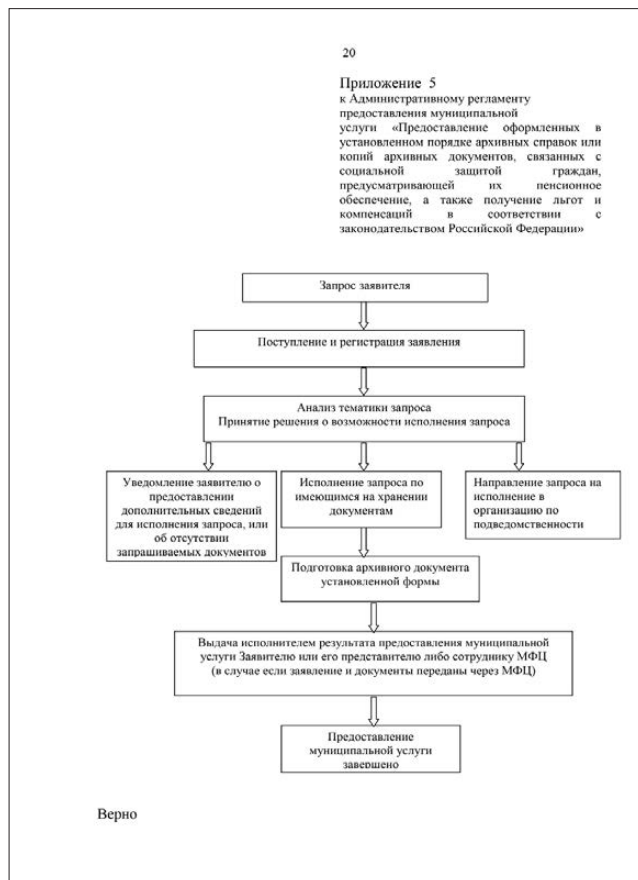 20
Приложение 5
к Административному регламенту
предоставления муниципальной
услуги «Предоставление оформленных в
установленном порядке архивных справок или
копий архивных документов, связанных с
социальной защитой граждан,
предусматривающей их пенсионное
обеспечение, а также получение льгот и
компенсаций в соответствии с
законодательством Российской Федерации»
Запрос заявителя
Поступление и регистрация заявления
Анализ тематики запроса
Принятие решения о возможности исполнения запроса
Уведомление заявителю о
предоставлении
дополнительных сведений
для исполнения запроса, или
об отсутствии
запрашиваемых документов
Исполнение запроса по
имеющимся на хранении
документам
Направление запроса на
исполнение в
организацию по
подведомственности
Подготовка архивного документа
установленной формы
Выдача исполнителем результата предоставления муниципальной
услуги Заявителю или его представителю либо сотруднику МФЦ
(в случае если заявление и документы переданы через МФЦ)
Предоставление
муниципальной услуги
завершено
Верно